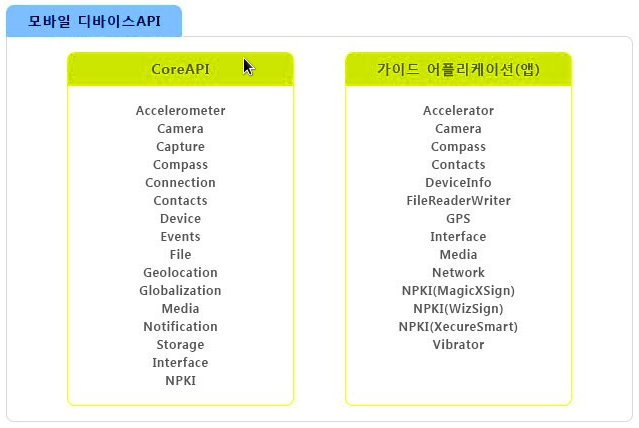 모바일 디바이스API
CoreAPI
Accelerometer
Camera
Capture
Compass
Connection
Contacts
Device
Events
File
Geolocation
Globalization
Media
Notification
Storage
Interface
NPKI
가이드 어플리케이션(앱)
Accelerator
Camera
Compass
Contacts
DeviceInfo
FileReaderWriter
GPS
Interface
Media
Network
NPKI(MagicXSign)
NPKI(WizSign)
NPKI(XecureSmart)
Vibrator